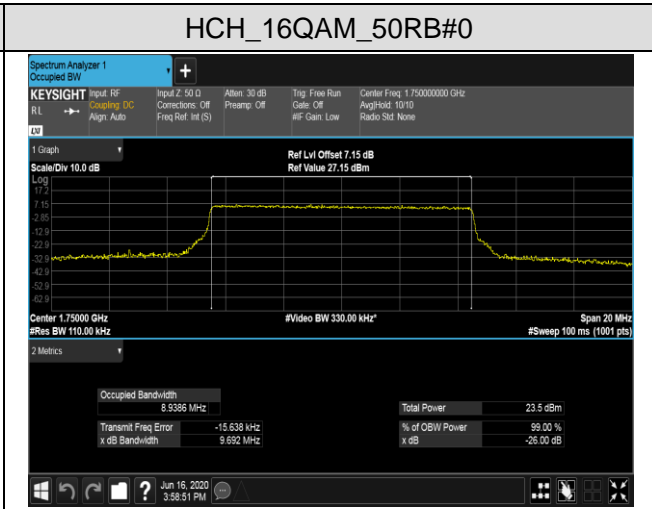 HCH_16QAM_50RB#0
Spectrum Analyzer 1
Occupied BW
+
KEYSIGHT Input: RF Input Z: 50 Ω Atten: 30 dB Trig: Free Run Center Freq: 1.750000000 GHz
RL Coupling: DC Corrections: Off Preamp: Off Gate: Off Avg|Hold: 10/10
Align: Auto Freq Ref: Int (S) #IF Gain: Low Radio Std: None
LXI
1 Graph
Ref Lvl Offset 7.15 dB
Scale/Div 10.0 dB Ref Value 27.15 dBm
Log
17.2
7.15
-2.85
-12.9
-22.9
-32.9
-42.9
-52.9
-62.9
Center 1.75000 GHz #Video BW 330.00 kHz* Span 20 MHz
#Res BW 110.00 kHz #Sweep 100 ms (1001 pts)
2 Metrics
Occupied Bandwidth
8.9386 MHz Total Power 23.5 dBm
Transmit Freq Error -15.638 kHz % of OBW Power 99.00 %
x dB Bandwidth 9.692 MHz x dB -26.00 dB
? Jun 16, 2020
3:58:51 PM